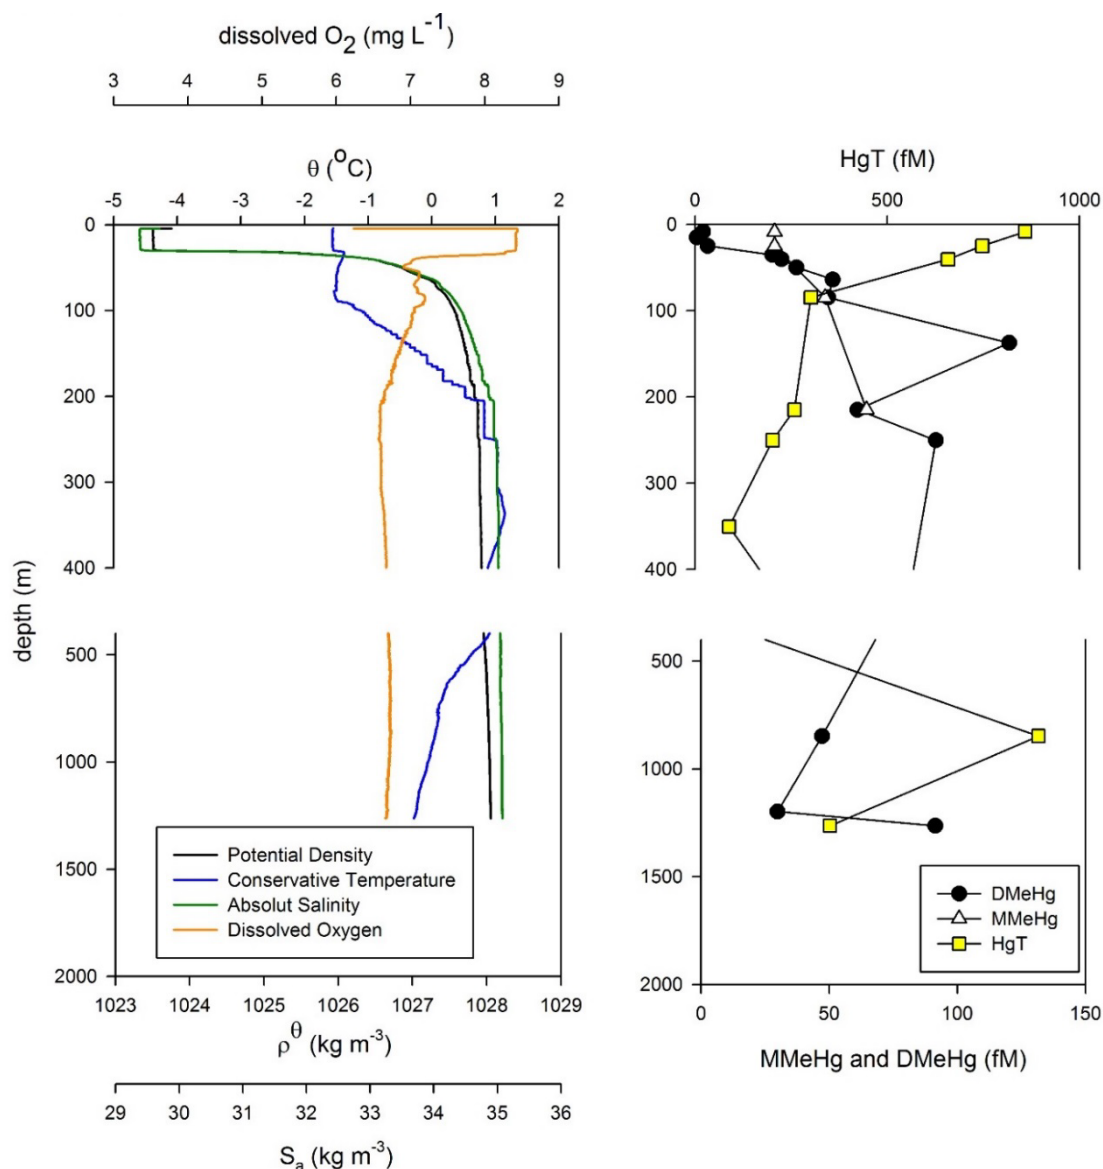 dissolved O2 (mg L-1)
3 4 5 6 7 8 9
θ (oC)
-5 -4 -3 -2 -1 0 1 2
0
100
200
300
400
depth (m)
500
1000
1500
2000
Potential Density
Conservative Temperature
Absolut Salinity
Dissolved Oxygen
1023 1024 1025 1026 1027 1028 1029
ρθ (kg m-3)
29 30 31 32 33 34 35 36
Sa (kg m-3)
HgT (fM)
0 500 1000
0
100
200
300
400
500
1000
1500
2000
DMeHg
MMeHg
HgT
0 50 100 150
MMeHg and DMeHg (fM)